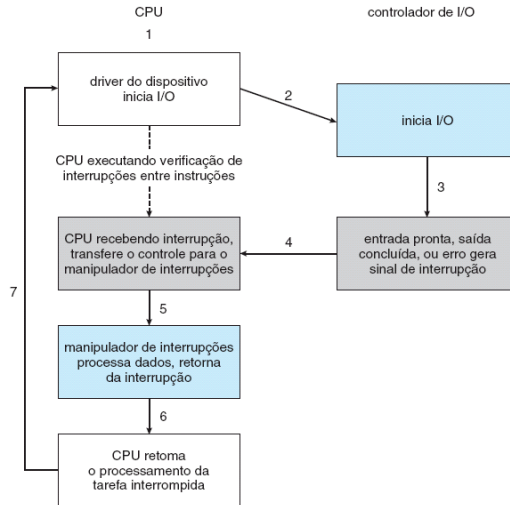 CPU
controlador de I/O
1
driver do dispositivo
inicia I/O
2
inicia I/O
CPU executando verificação de
interrupções entre instruções
3
CPU recebendo interrupção,
transfere o controle para o
manipulador de interrupções
4
entrada pronta, saída
concluída, ou erro gera
sinal de interrupção
7
5
manipulador de interrupções
processa dados, retorna
da interrupção
6
CPU retoma
o processamento da
tarefa interrompida